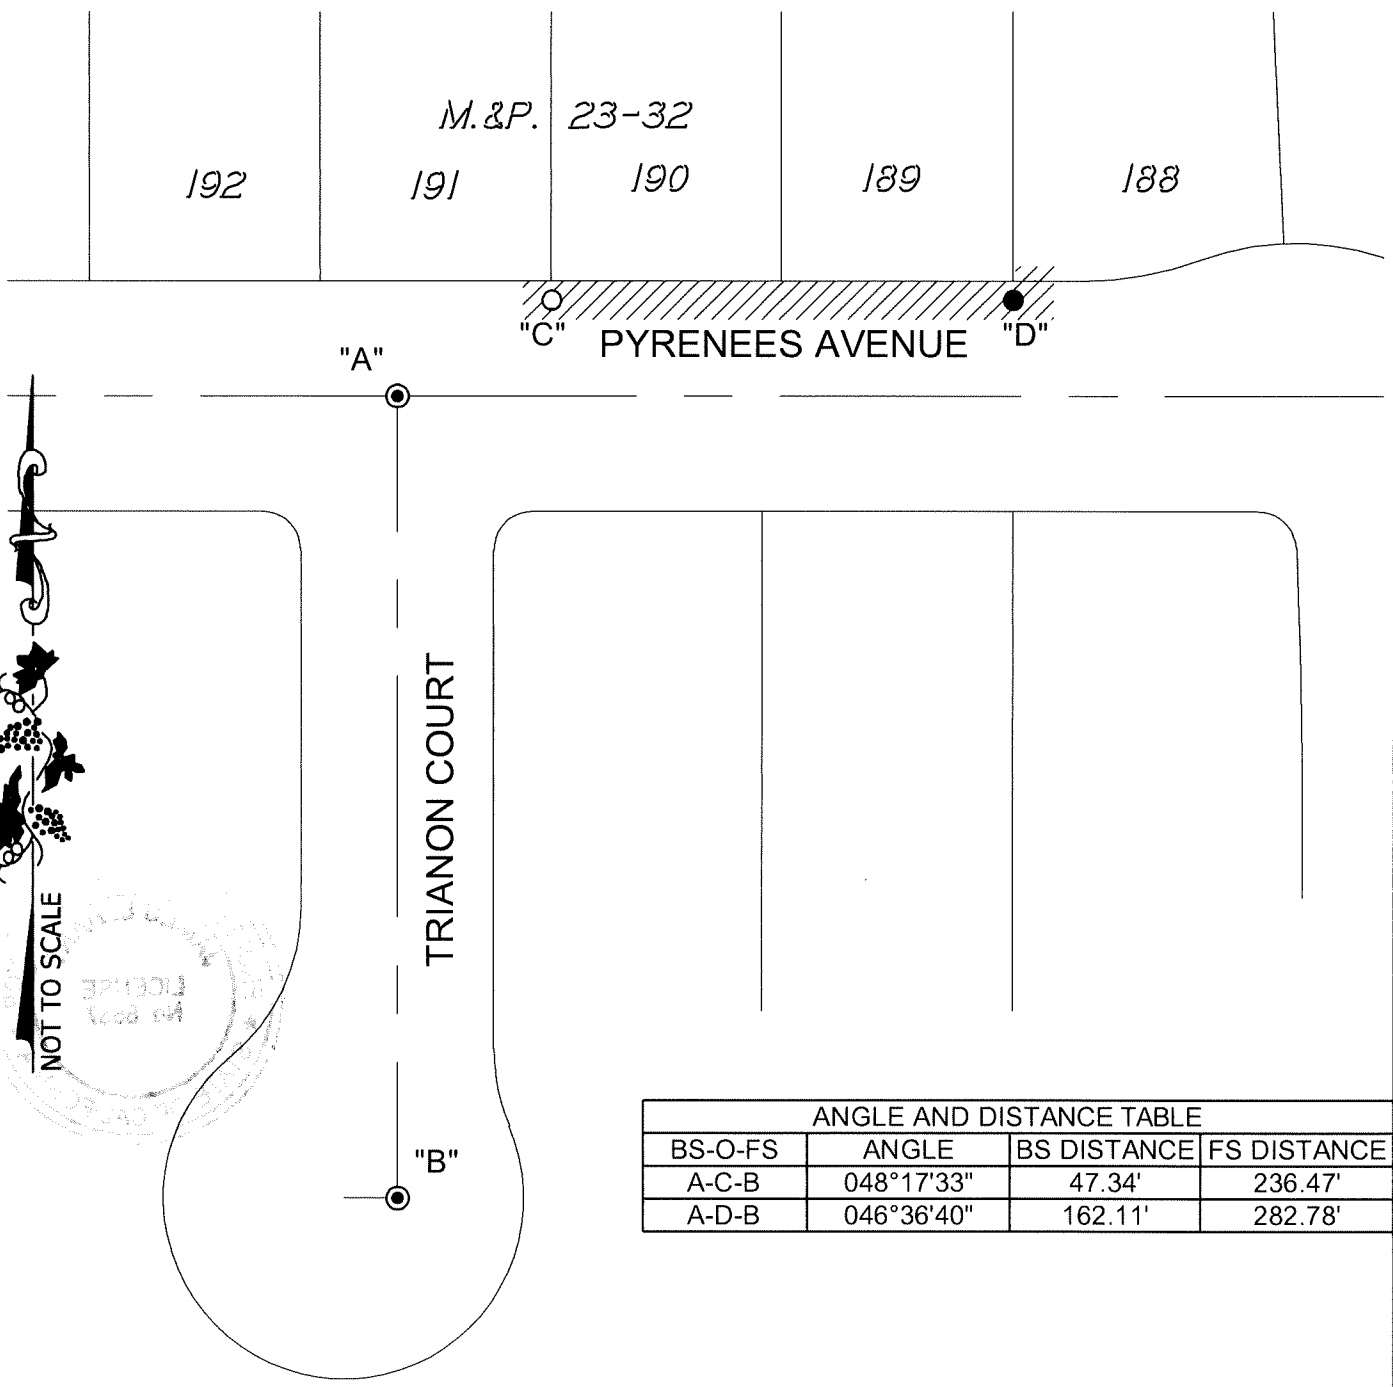 M.&P. 23-32
192 191 190 189 188
"C" PYRENEES AVENUE "D"
"A"
TRIANON COURT
NOT TO SCALE
LICENSE
"B"
ANGLE AND DISTANCE TABLE
BS-O-FS ANGLE BS DISTANCE FS DISTANCE
A-C-B 048°17'33" 47.34' 236.47'
A-D-B 046°36'40" 162.11' 282.78'